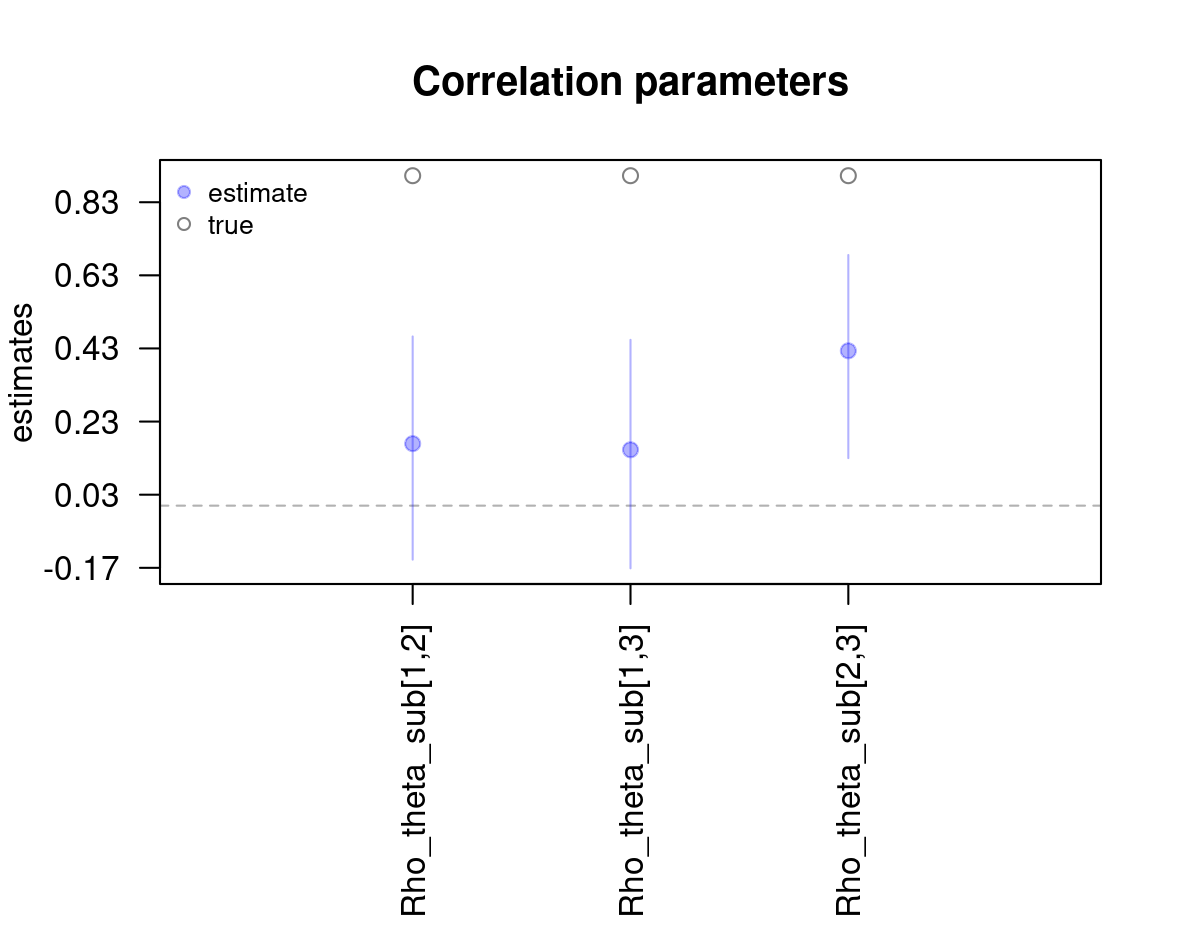 Correlation parameters
estimate
true
0.83
0.63
0.43
0.23
0.03
-0.17
estimates
Rho_theta_sub[1,2]
Rho_theta_sub[1,3]
Rho_theta_sub[2,3]